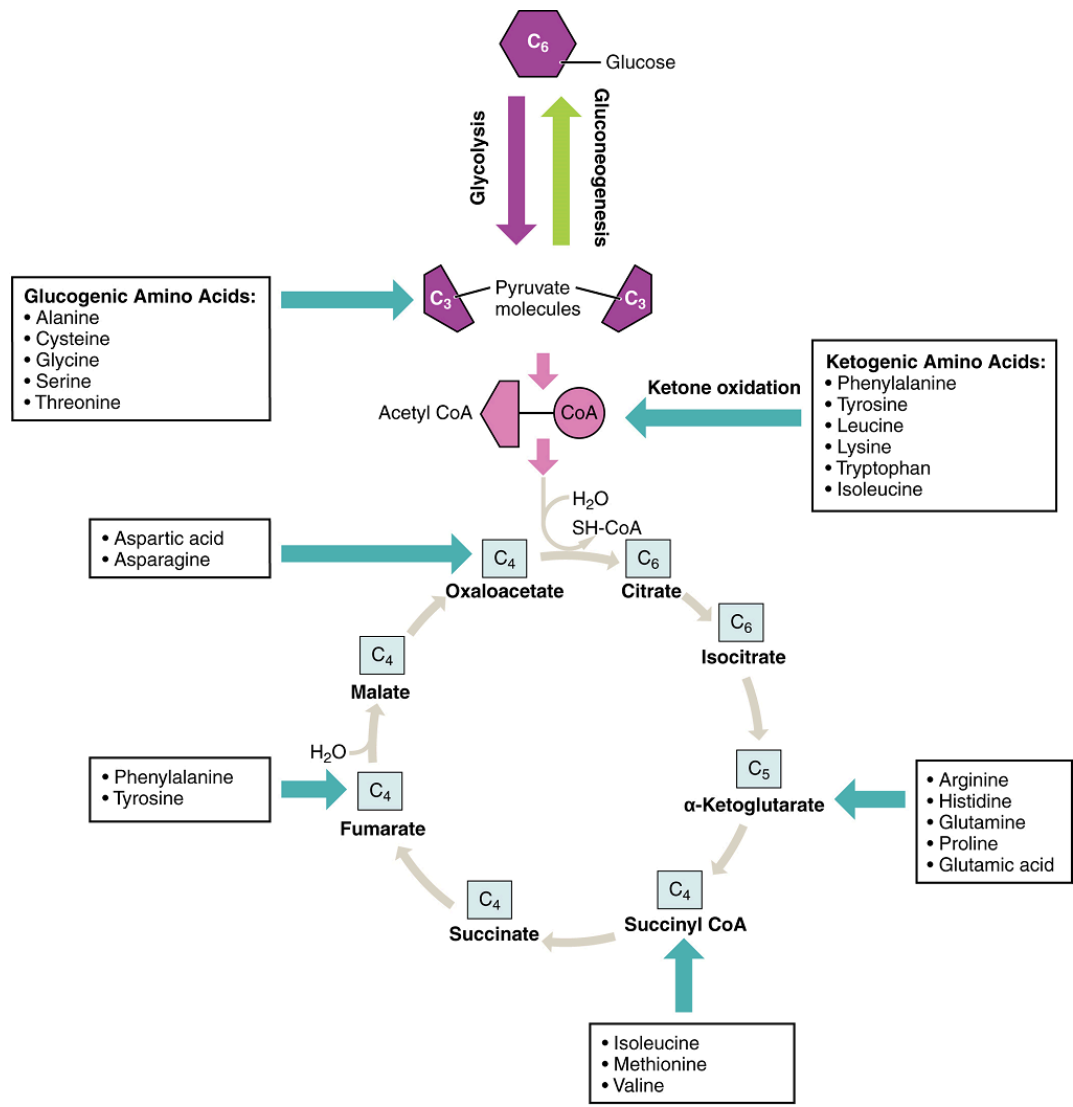 C6
Glucose
Glycolysis
Gluconeogenesis
Glucogenic Amino Acids:
• Alanine
• Cysteine
• Glycine
• Serine
• Threonine
C3
Pyruvate
molecules
C3
Ketogenic Amino Acids:
• Phenylalanine
• Tyrosine
• Leucine
• Lysine
• Tryptophan
• Isoleucine
Ketone oxidation
Acetyl CoA
CoA
H2O
SH-CoA
• Aspartic acid
• Asparagine
C4
Oxaloacetate
C6
Citrate
C6
Isocitrate
C4
Malate
H2O
• Phenylalanine
• Tyrosine
C4
Fumarate
C5
α-Ketoglutarate
• Arginine
• Histidine
• Glutamine
• Proline
• Glutamic acid
C4
Succinate
C4
Succinyl CoA
• Isoleucine
• Methionine
• Valine